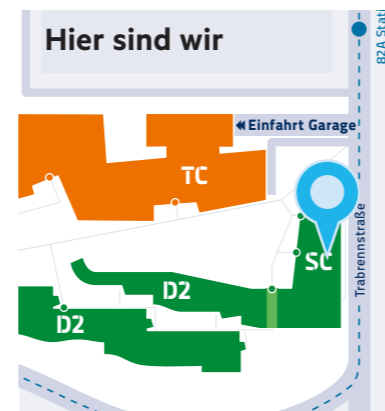 Hier sind wir
82A Stati
Einfahrt Garage
TC
SC
Trabrennstraße
D2
D2